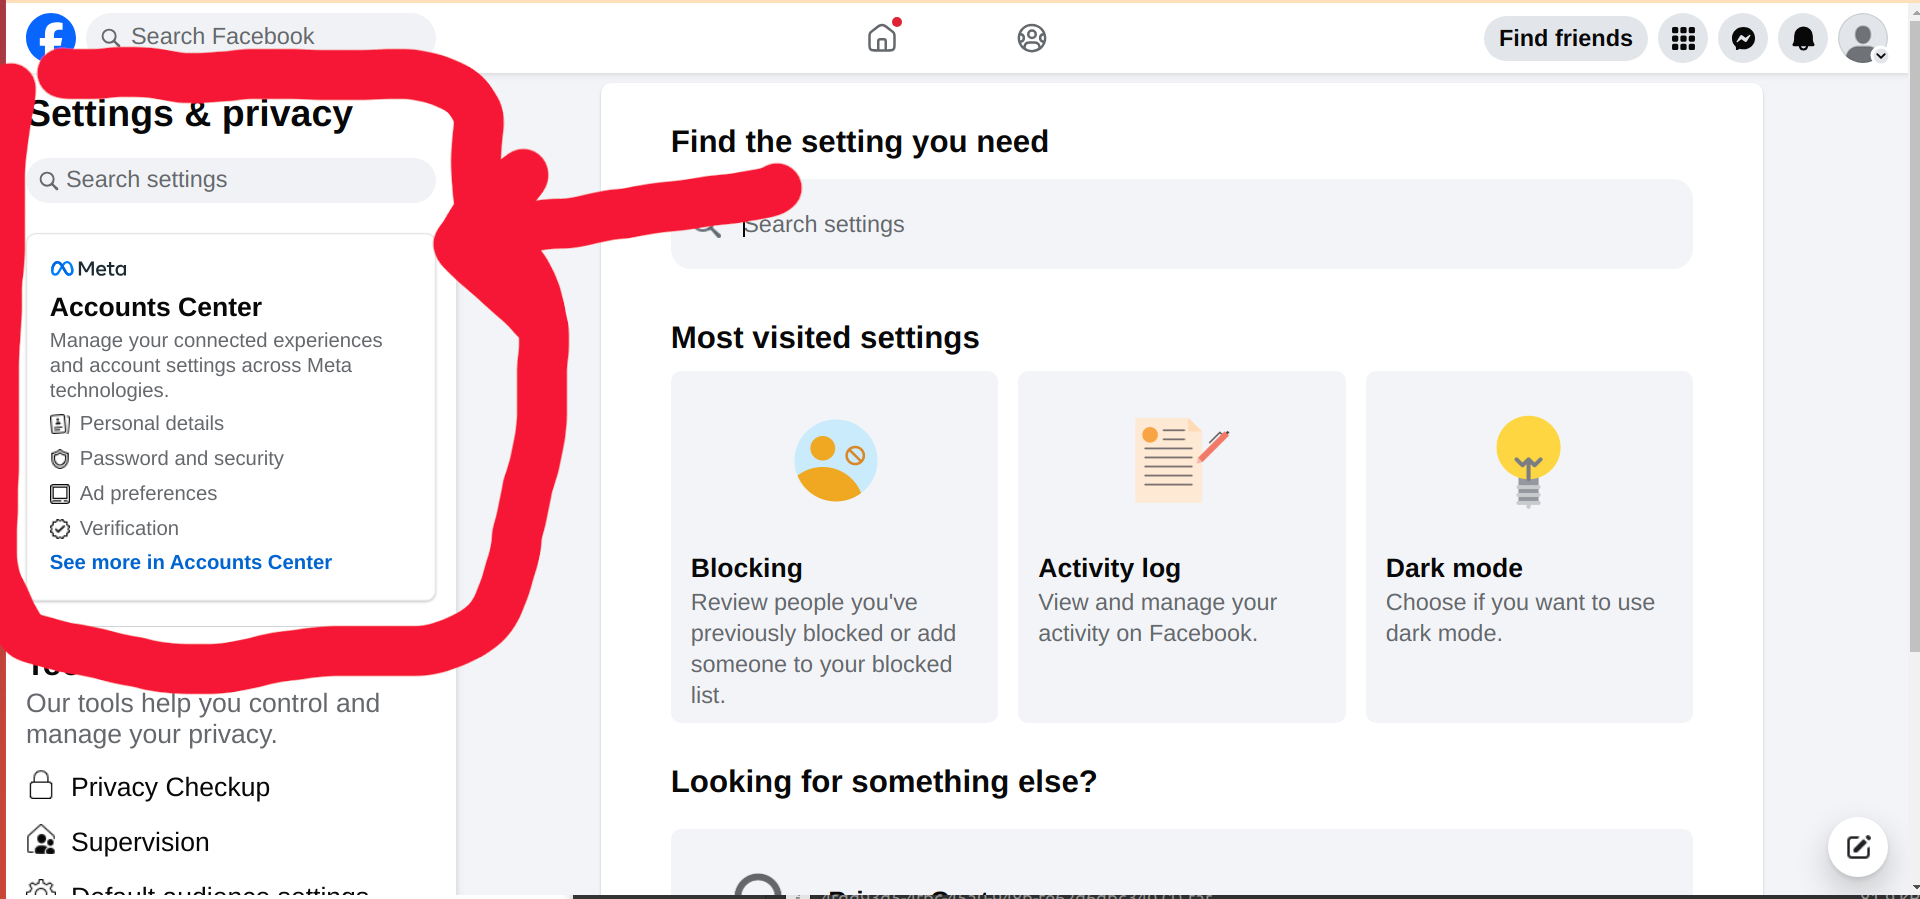 Search Facebook
Find friends
Settings & privacy
Search settings
Meta
Accounts Center
Manage your connected experiences
and account settings across Meta
technologies.
Personal details
Password and security
Ad preferences
Verification
See more in Accounts Center
Our tools help you control and
manage your privacy.
Privacy Checkup
Supervision
Default audience settings
Find the setting you need
Search settings
Most visited settings
Blocking
Review people you've
previously blocked or add
someone to your blocked
list.
Activity log
View and manage your
activity on Facebook.
Dark mode
Choose if you want to use
dark mode.
Looking for something else?